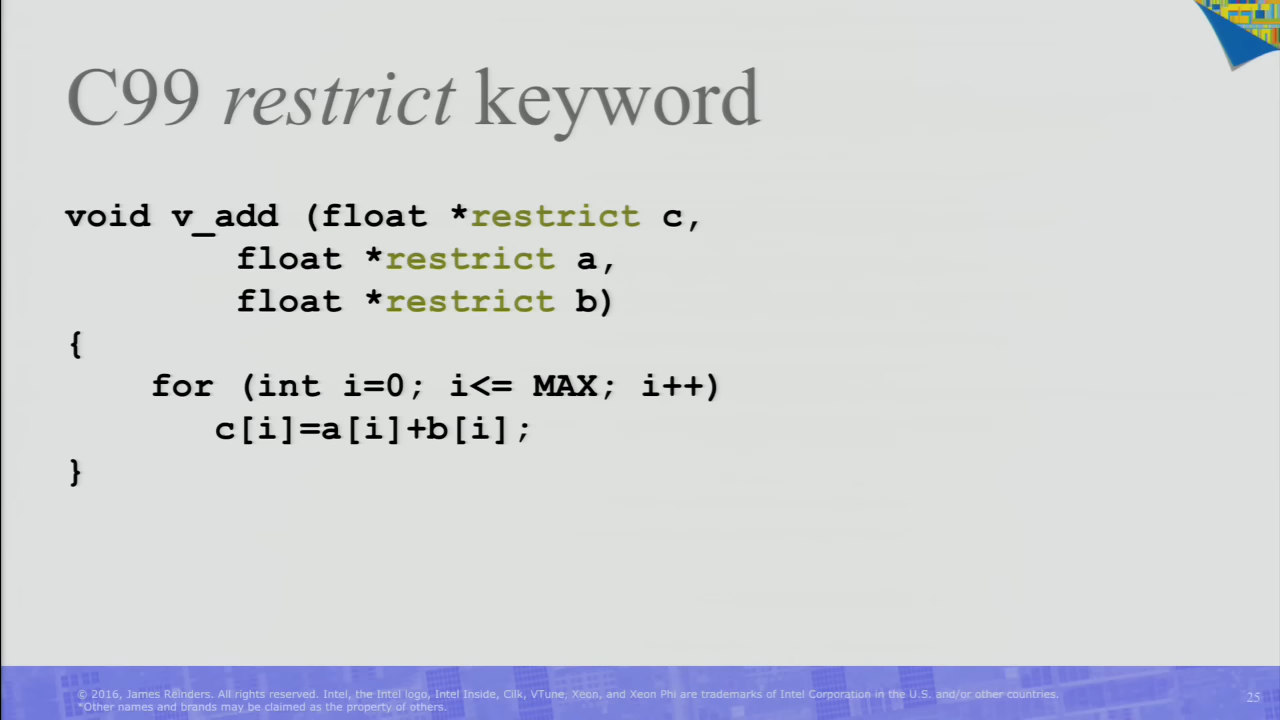 C99 restrict keyword
void v_add (float *restrict c,
float *restrict a,
float *restrict b)
{
for (int i=0; i<= MAX; i++)
c[i]=a[i]+b[i];
}
© 2016, James Reinders. All rights reserved. Intel, the Intel logo, Intel Inside, Cilk, VTune, Xeon, and Xeon Phi are trademarks of Intel Corporation in the U.S. and/or other countries.
*Other names and brands may be claimed as the property of others.
25